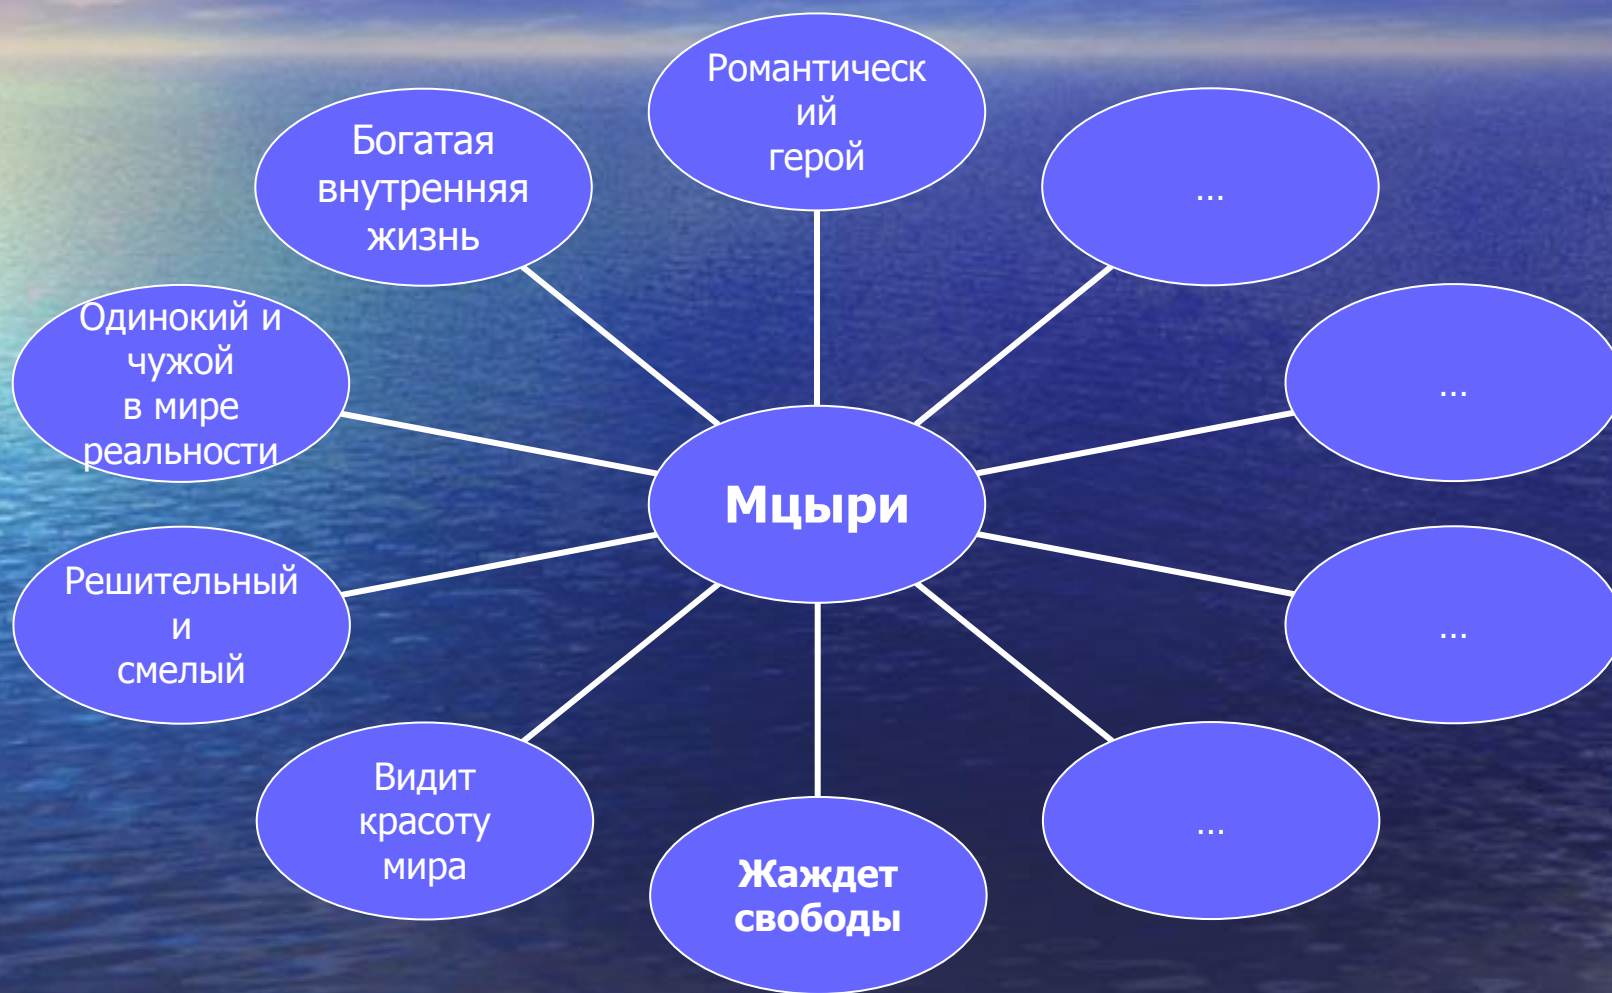 Романтическ
ий
герой
Богатая
внутренняя
жизнь
...
Одинокий и
чужой
в мире
реальности
...
Мцыри
Решительный
и
смелый
...
Видит
красоту
мира
...
Жаждет
свободы